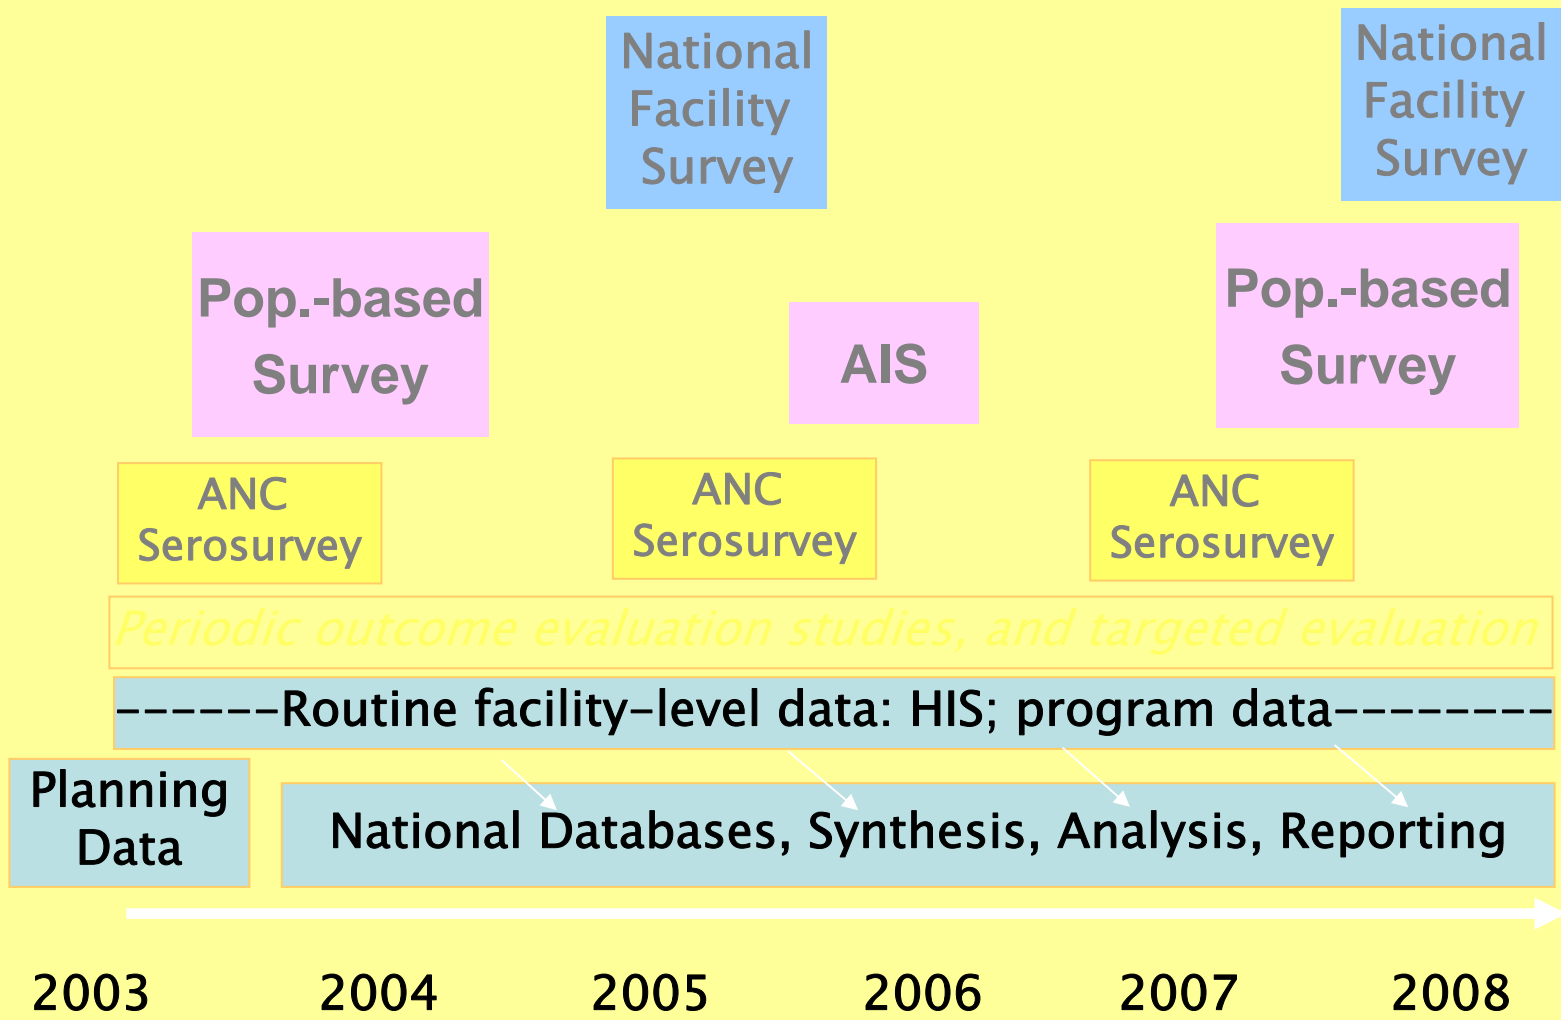 National
Facility
Survey
National
Facility
Survey
Pop.-based
Survey
AIS
Pop.-based
Survey
ANC
Serosurvey
ANC
Serosurvey
ANC
Serosurvey
Periodic outcome evaluation studies, and targeted evaluation
------Routine facility-level data: HIS; program data--------
Planning
Data
National Databases, Synthesis, Analysis, Reporting
2003 2004 2005 2006 2007 2008